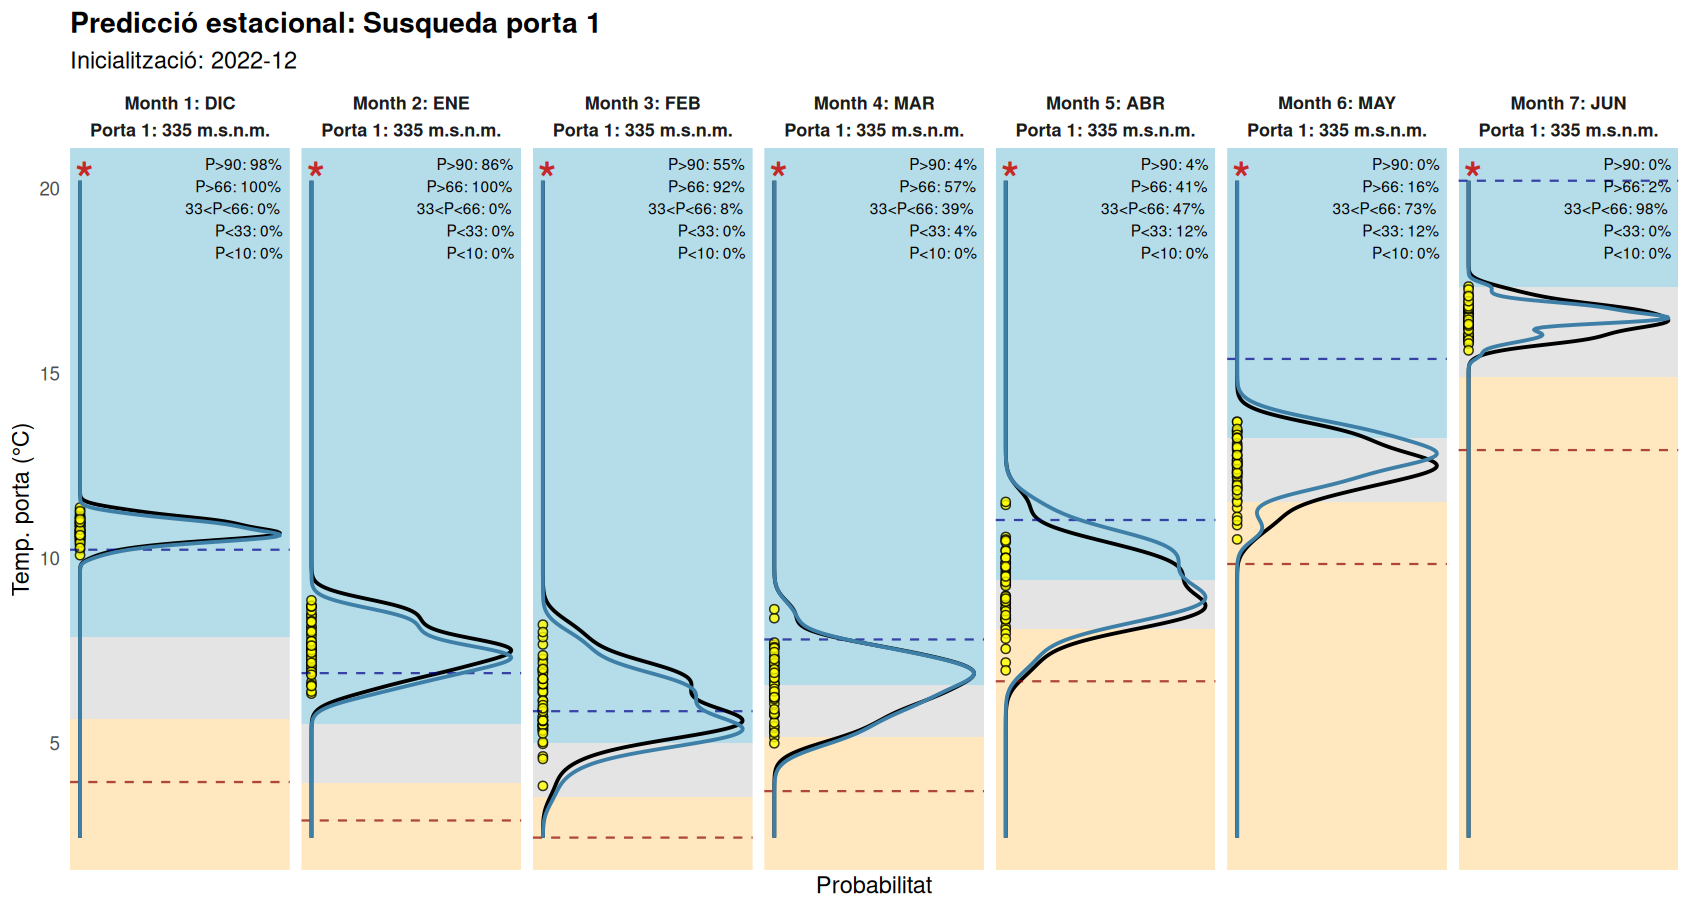 Predicció estacional: Susqueda porta 1
Inicialització: 2022-12
Month 1: DIC
Porta 1: 335 m.s.n.m.
Month 2: ENE
Porta 1: 335 m.s.n.m.
Month 3: FEB
Porta 1: 335 m.s.n.m.
Month 4: MAR
Porta 1: 335 m.s.n.m.
Month 5: ABR
Porta 1: 335 m.s.n.m.
Month 6: MAY
Porta 1: 335 m.s.n.m.
Month 7: JUN
Porta 1: 335 m.s.n.m.
*
P>90: 98%
P>66: 100%
33<P<66: 0%
P<33: 0%
P<10: 0%
*
P>90: 86%
P>66: 100%
33<P<66: 0%
P<33: 0%
P<10: 0%
*
P>90: 55%
P>66: 92%
33<P<66: 8%
P<33: 0%
P<10: 0%
*
P>90: 4%
P>66: 57%
33<P<66: 39%
P<33: 4%
P<10: 0%
*
P>90: 4%
P>66: 41%
33<P<66: 47%
P<33: 12%
P<10: 0%
*
P>90: 0%
P>66: 16%
33<P<66: 73%
P<33: 12%
P<10: 0%
*
P>90: 0%
P>66: 2%
33<P<66: 98%
P<33: 0%
P<10: 0%
20
15
10
5
Temp. porta (°C)
Probabilitat